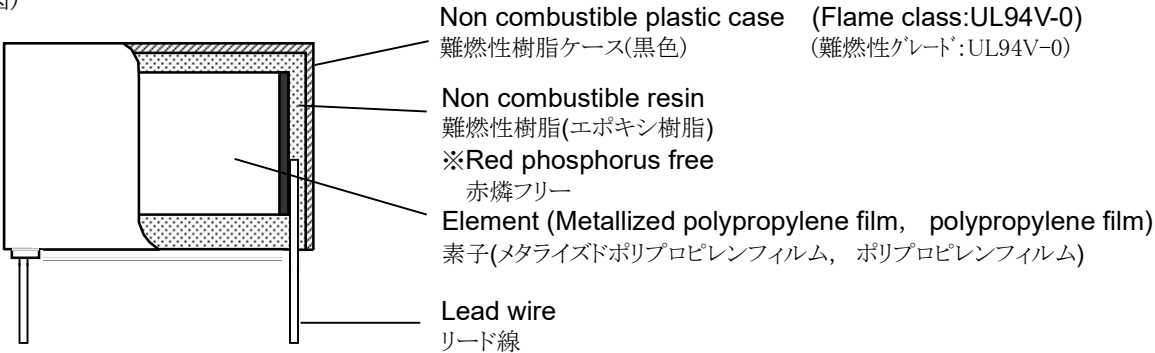 図)
Non combustible plastic case (Flame class:UL94V-0)
難燃性樹脂ケース(黒色) (難燃性グレード:UL94V-0)
Non combustible resin
難燃性樹脂(エポキシ樹脂)
※Red phosphorus free
赤燐フリー
Element (Metallized polypropylene film, polypropylene film)
素子(メタライズドポリプロピレンフィルム, ポリプロピレンフィルム)
Lead wire
リード線